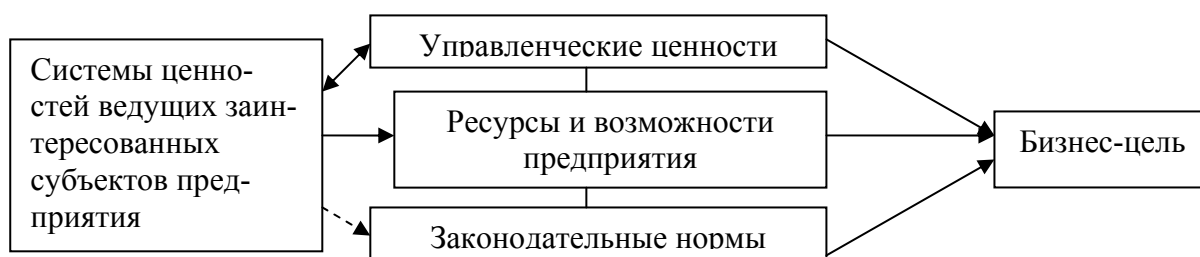 Системы ценно-
стей ведущих заин-
тересованных
субъектов пред-
приятия
Управленческие ценности
Ресурсы и возможности
предприятия
Законодательные нормы
Бизнес-цель